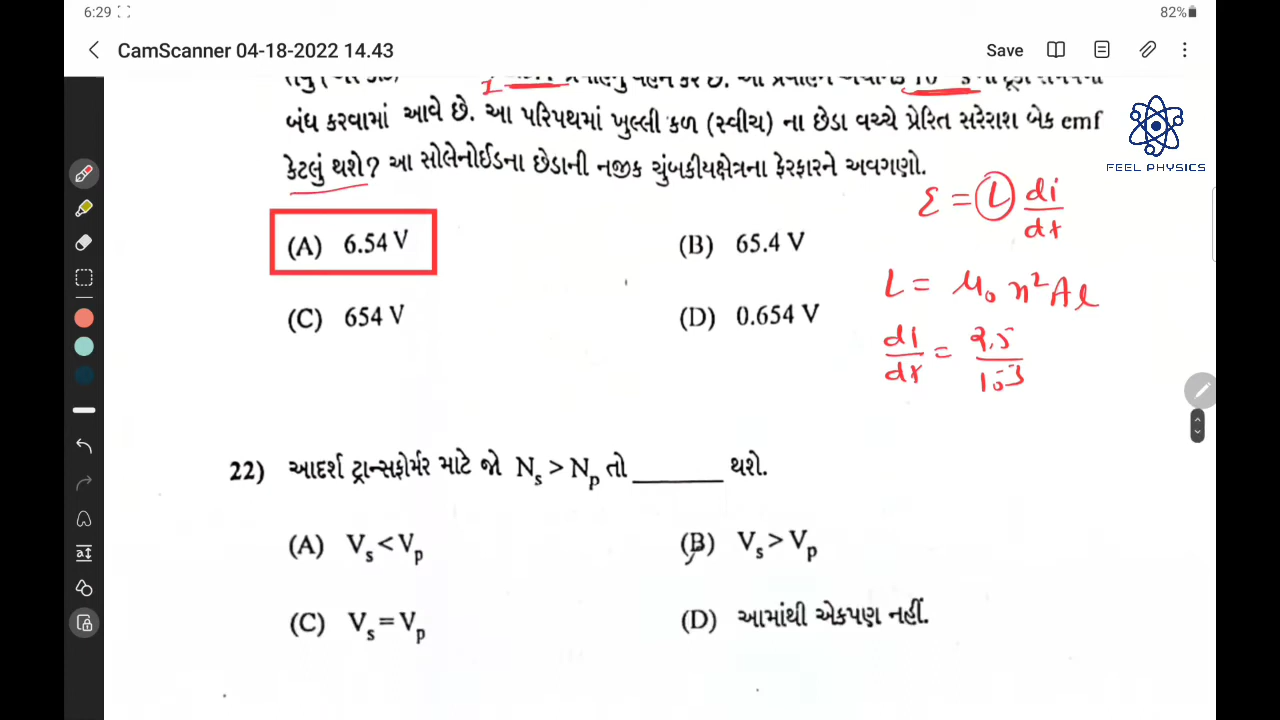 6:29
82%
CamScanner 04-18-2022 14.43
Save
બંધ કરવામાં આવે છે. આ પરિપથમાં ખુલ્લી કળ (સ્વીચ) ના છેડા વચ્ચે પ્રેરિત સરેરાશ બેક emf
કેટલું થશે? આ સોલેનોઈડના છેડાની નજીક ચુંબકીયક્ષેત્રના ફેરફારને અવગણો.
FEEL PHYSICS
(A) 6.54 V
(B) 65.4 V
(C) 654 V
(D) 0.654 V
ε = L di/dt
L = μ₀ n² A l
dI/dt = 2.5/10⁻³
22) આદર્શ ટ્રાન્સફોર્મર માટે જો Nₛ > Nₚ તો ______ થશે.
(A) Vₛ < Vₚ
(B) Vₛ > Vₚ
(C) Vₛ = Vₚ
(D) આમાંથી એકપણ નહીં.